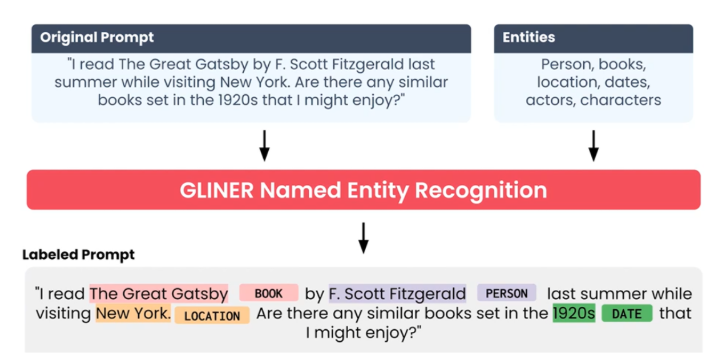 Original Prompt
"I read The Great Gatsby by F. Scott Fitzgerald last
summer while visiting New York. Are there any similar
books set in the 1920s that I might enjoy?"
Entities
Person, books,
location, dates,
actors, characters
GLINER Named Entity Recognition
Labeled Prompt
"I read The Great Gatsby BOOK by F. Scott Fitzgerald PERSON last summer while
visiting New York. LOCATION Are there any similar books set in the 1920s DATE that
I might enjoy?"